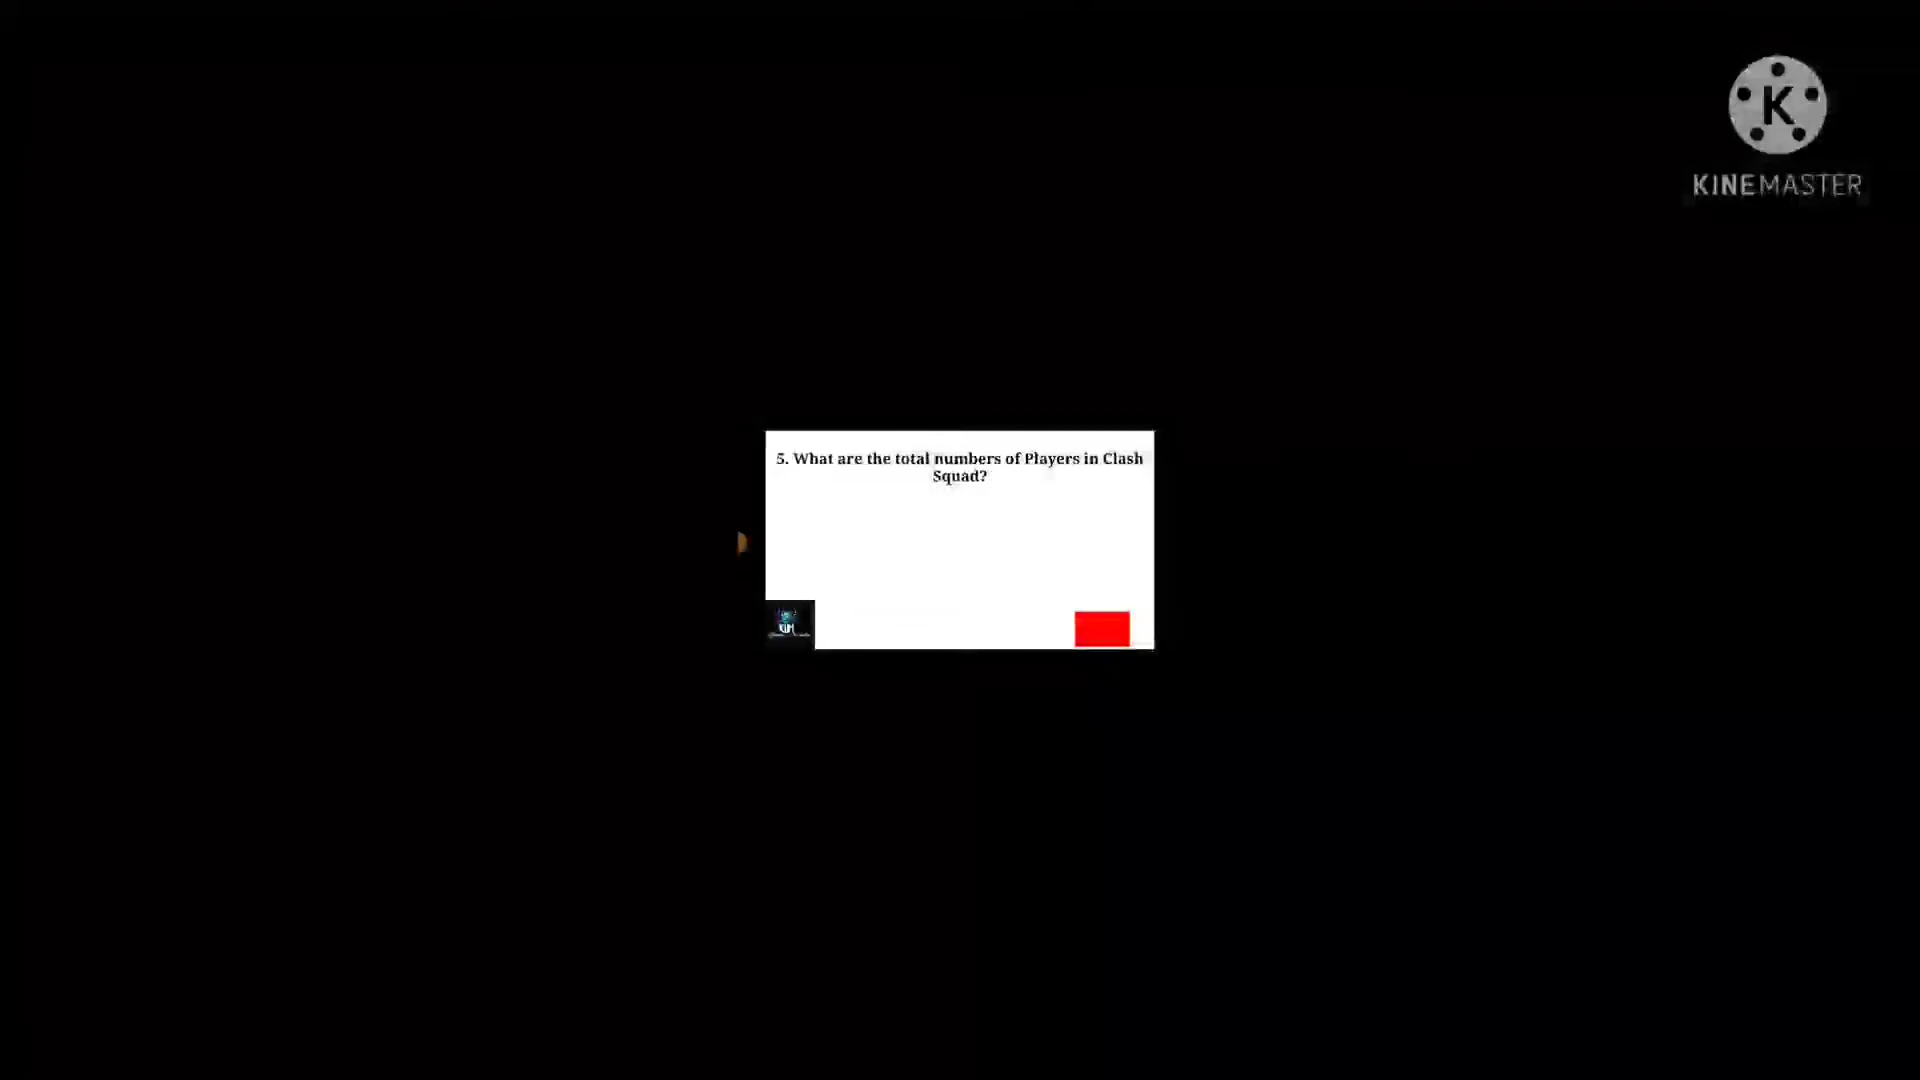 K
KINEMASTER
5. What are the total numbers of Players in Clash
Squad?